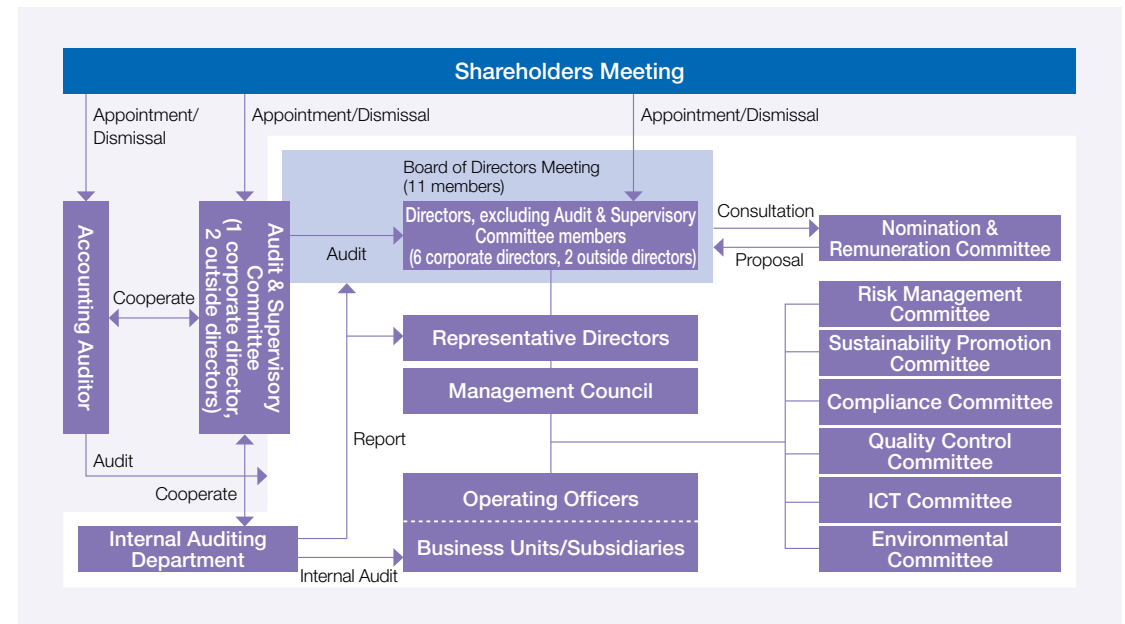 Shareholders Meeting
Appointment/
Dismissal
Appointment/Dismissal
Appointment/Dismissal
Board of Directors Meeting
(11 members)
Accounting Auditor
Cooperate
Audit & Supervisory
Committee
(1 corporate director,
2 outside directors)
Audit
Directors, excluding Audit & Supervisory
Committee members
(6 corporate directors, 2 outside directors)
Consultation
Proposal
Nomination &
Remuneration Committee
Representative Directors
Management Council
Risk Management
Committee
Sustainability Promotion
Committee
Compliance Committee
Quality Control
Committee
ICT Committee
Environmental
Committee
Report
Audit
Cooperate
Operating Officers
Business Units/Subsidiaries
Internal Auditing
Department
Internal Audit